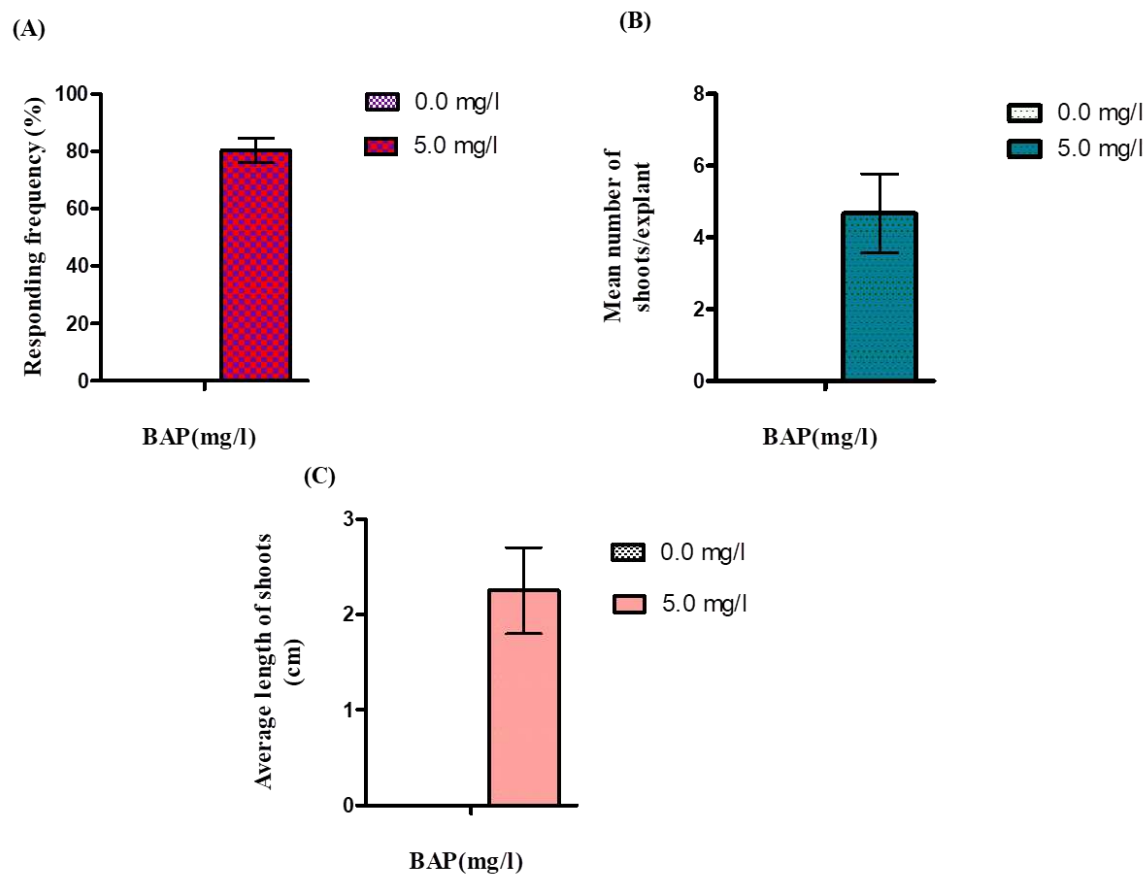 (A)
Responding frequency (%)
100
80
60
40
20
0
BAP(mg/l)
0.0 mg/l
5.0 mg/l
(B)
Mean number of
shoots/explant
8
6
4
2
0
BAP(mg/l)
0.0 mg/l
5.0 mg/l
(C)
Average length of shoots
(cm)
3
2
1
0
BAP(mg/l)
0.0 mg/l
5.0 mg/l